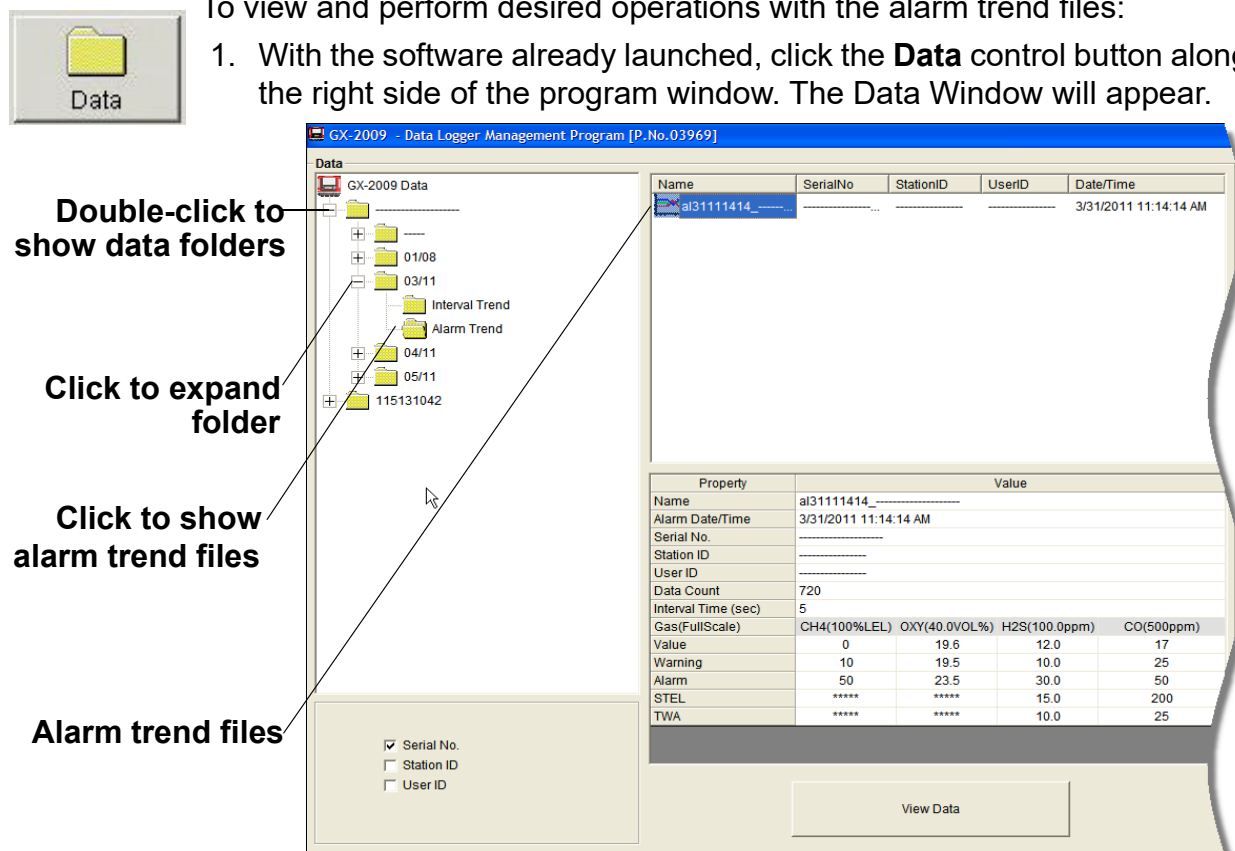 To view and perform desired operations with the alarm trend files:
Data
1. With the software already launched, click the Data control button along
the right side of the program window. The Data Window will appear.
GX-2009 - Data Logger Management Program [P.No.03969]
Data
GX-2009 Data
--------------------
-----
01/08
03/11
Interval Trend
Alarm Trend
04/11
05/11
115131042
Double-click to
show data folders
Click to expand
folder
Click to show
alarm trend files
Alarm trend files
Name SerialNo StationID UserID Date/Time
al31111414_------... ----------------... ---------------- ---------------- 3/31/2011 11:14:14 AM
Property Value
Name al31111414_--------------------
Alarm Date/Time 3/31/2011 11:14:14 AM
Serial No. --------------------
Station ID ----------------
User ID ----------------
Data Count 720
Interval Time (sec) 5
Gas(FullScale) CH4(100%LEL) OXY(40.0VOL%) H2S(100.0ppm) CO(500ppm)
Value 0 19.6 12.0 17
Warning 10 19.5 10.0 25
Alarm 50 23.5 30.0 50
STEL ***** ***** 15.0 200
TWA ***** ***** 10.0 25
Serial No.
Station ID
User ID
View Data